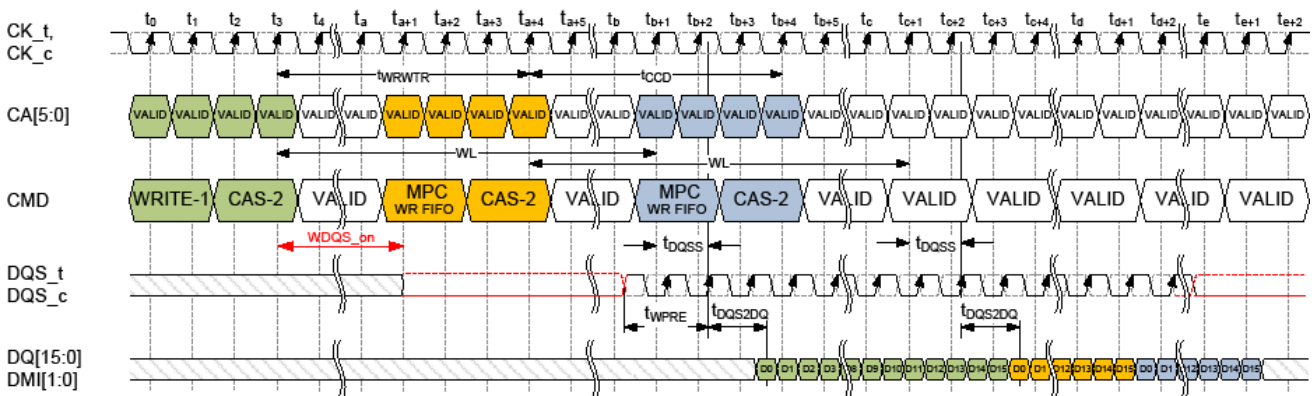 t0 t1 t2 t3 t4 ta ta+1 ta+2 ta+3 ta+4 ta+5 tb tb+1 tb+2 tb+3 tb+4 tb+5 tc tc+1 tc+2 tc+3 tc+4 td td+1 td+2 te te+1 te+2
CK_t,
CK_c
tWRWTR tCCD
CA[5:0] VALID VALID VALID VALID VALID VALID VALID VALID VALID VALID VALID VALID VALID VALID VALID VALID VALID VALID VALID VALID VALID VALID VALID VALID VALID VALID VALID VALID
WL WL
CMD WRITE-1 CAS-2 VALID MPC WR FIFO CAS-2 VALID MPC WR FIFO CAS-2 VALID VALID VALID VALID VALID VALID
WDQS_on tDQSS tDQSS
DQS_t
DQS_c
tWPRE tDQS2DQ tDQS2DQ
DQ[15:0]
DMI[1:0] D0 D1 D2 D3 D8 D9 D10 D11 D12 D13 D14 D15 D0 D1 D12 D13 D14 D15 D0 D1 D12 D13 D14 D15